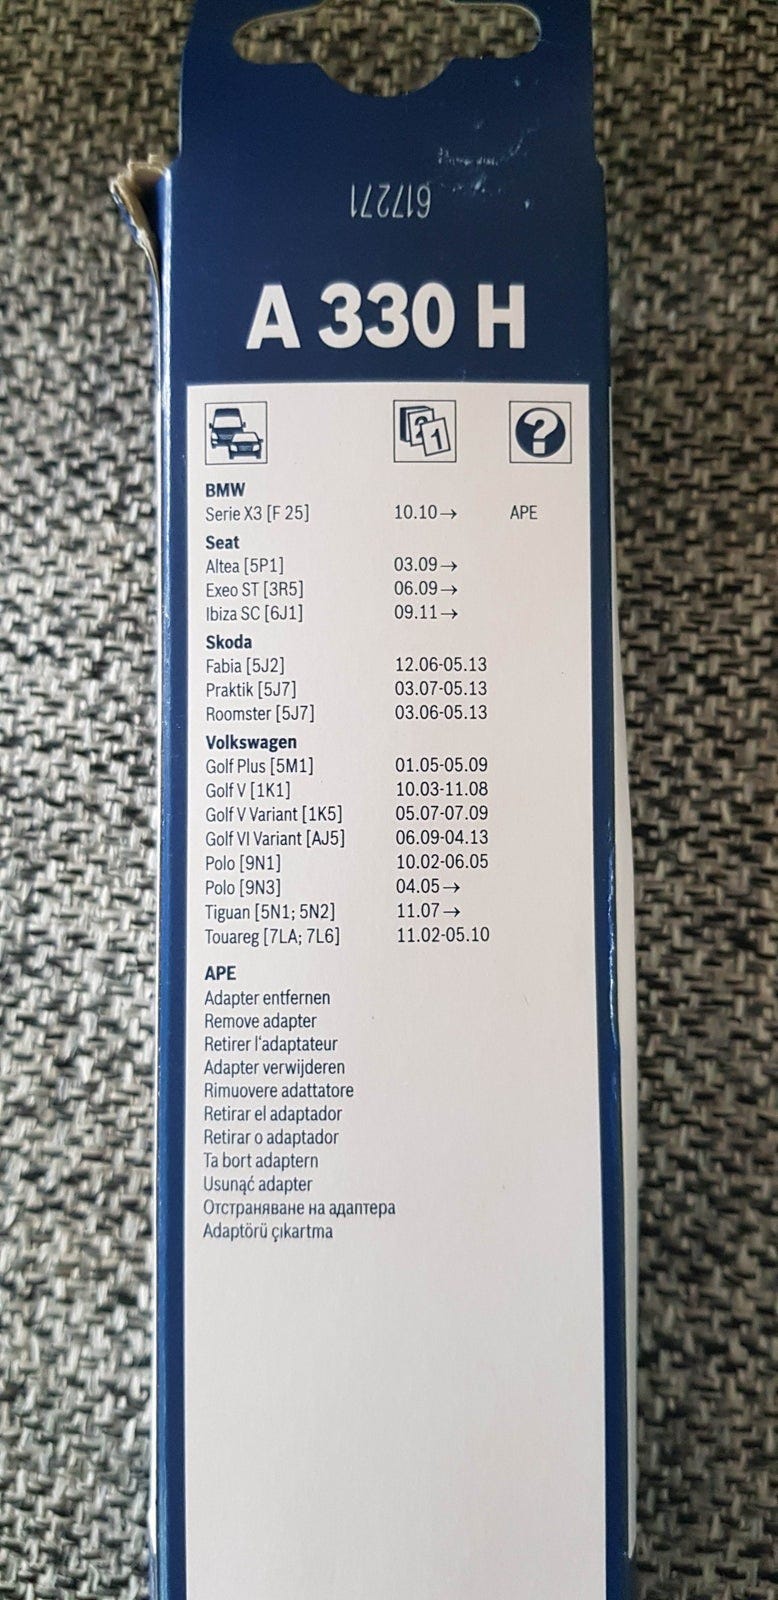 617271
A 330 H
BMW
Serie X3 [F 25] 10.10→ APE
Seat
Altea [5P1] 03.09→
Exeo ST [3R5] 06.09→
Ibiza SC [6J1] 09.11→
Skoda
Fabia [5J2] 12.06-05.13
Praktik [5J7] 03.07-05.13
Roomster [5J7] 03.06-05.13
Volkswagen
Golf Plus [5M1] 01.05-05.09
Golf V [1K1] 10.03-11.08
Golf V Variant [1K5] 05.07-07.09
Golf VI Variant [AJ5] 06.09-04.13
Polo [9N1] 10.02-06.05
Polo [9N3] 04.05→
Tiguan [5N1; 5N2] 11.07→
Touareg [7LA; 7L6] 11.02-05.10
APE
Adapter entfernen
Remove adapter
Retirer l'adaptateur
Adapter verwijderen
Rimuovere adattatore
Retirar el adaptador
Retirar o adaptador
Ta bort adaptern
Usunąć adapter
Отстраняване на адаптера
Adaptörü çıkartma